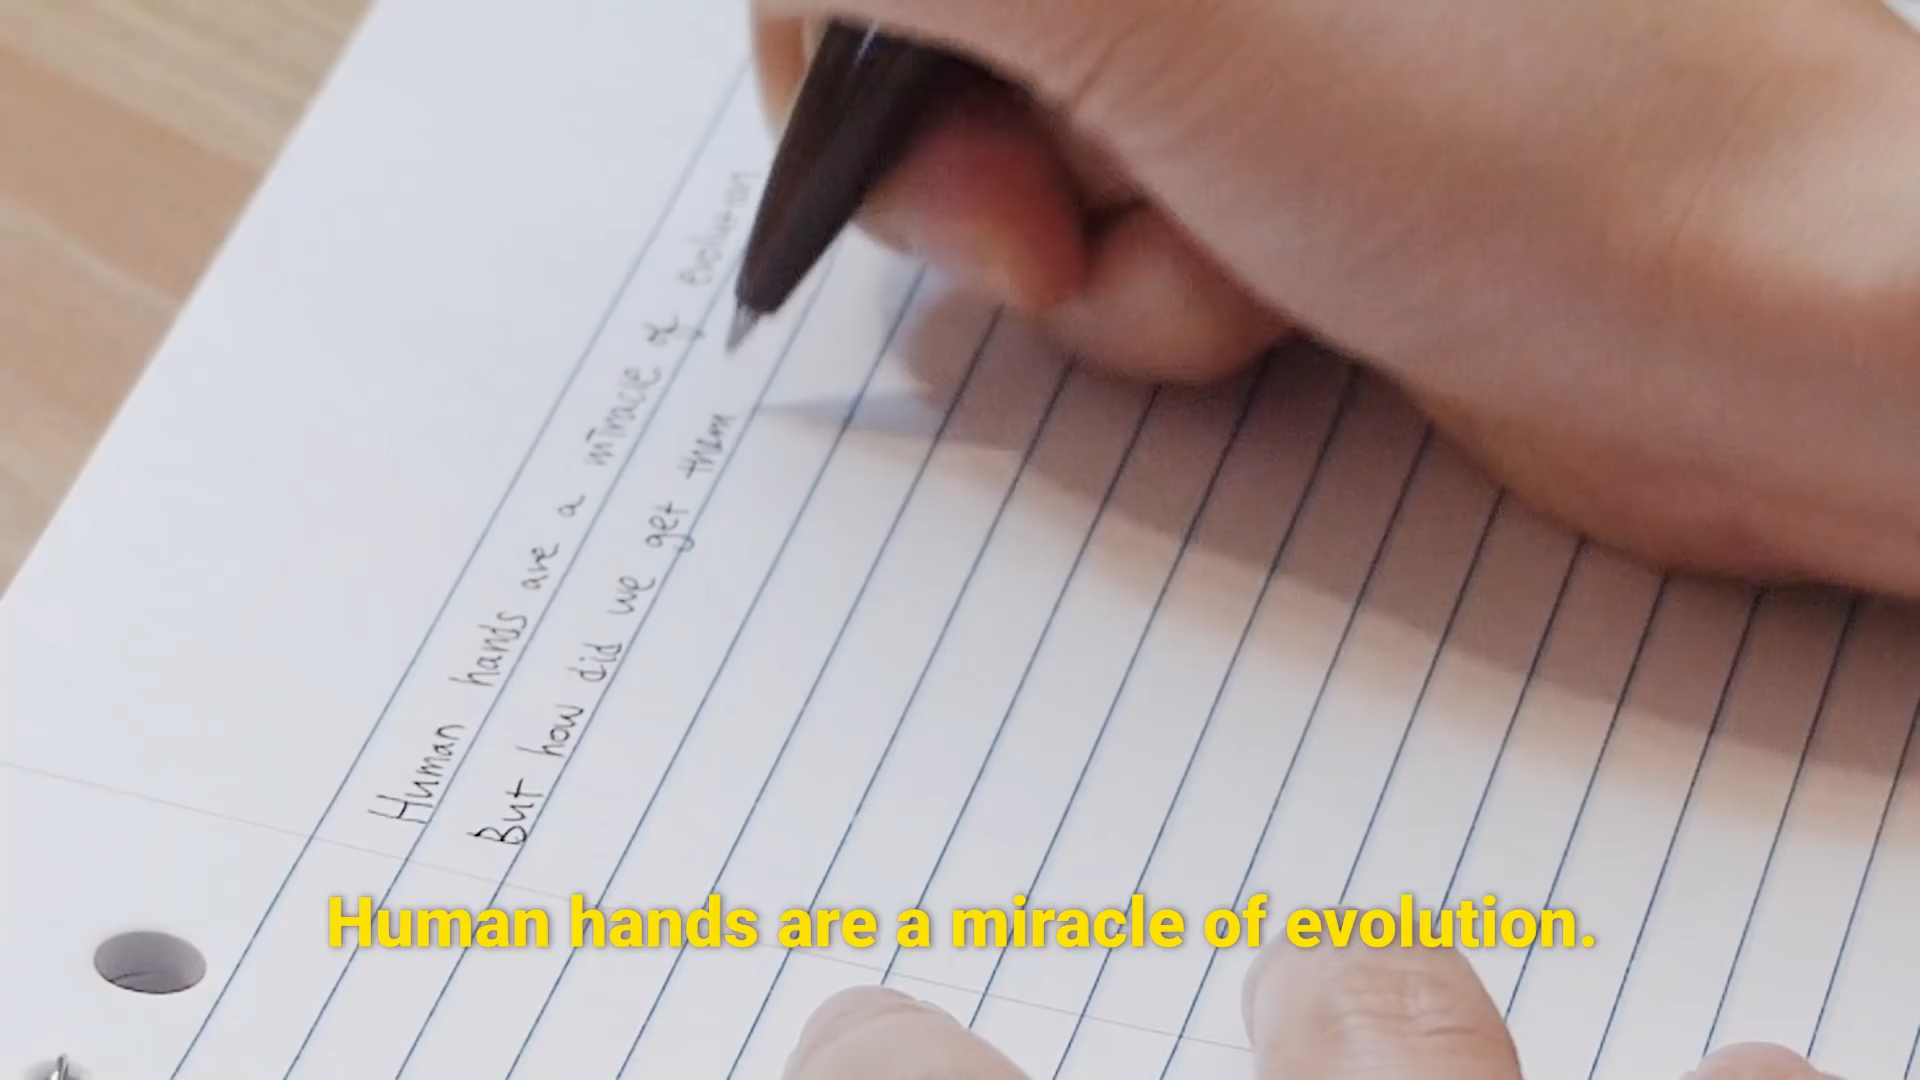 Human hands are a miracle of evolution
But how did we get them
Human hands are a miracle of evolution.